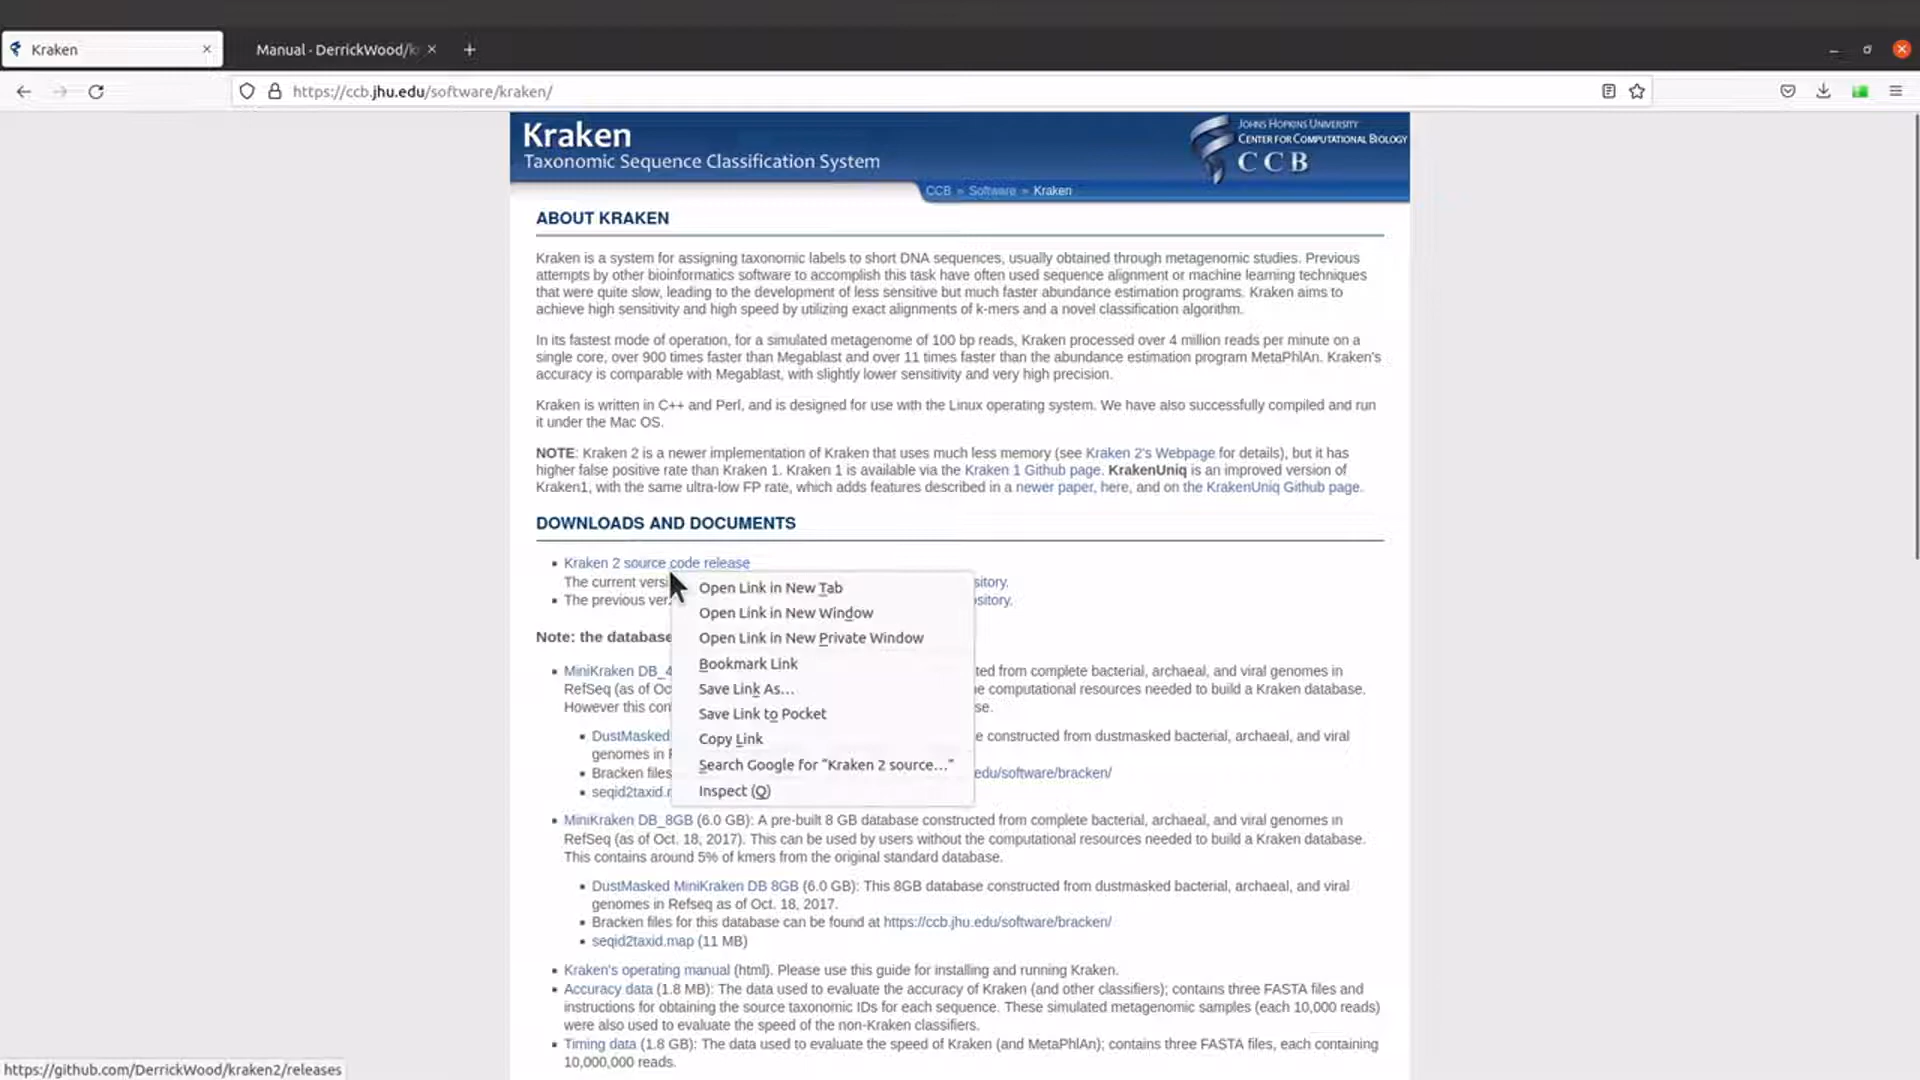 Kraken
Manual · DerrickWood/k
https://ccb.jhu.edu/software/kraken/
Kraken
Taxonomic Sequence Classification System
JOHNS HOPKINS UNIVERSITY
CENTER FOR COMPUTATIONAL BIOLOGY
CCB
CCB » Software » Kraken
ABOUT KRAKEN
Kraken is a system for assigning taxonomic labels to short DNA sequences, usually obtained through metagenomic studies. Previous
attempts by other bioinformatics software to accomplish this task have often used sequence alignment or machine learning techniques
that were quite slow, leading to the development of less sensitive but much faster abundance estimation programs. Kraken aims to
achieve high sensitivity and high speed by utilizing exact alignments of k-mers and a novel classification algorithm.
In its fastest mode of operation, for a simulated metagenome of 100 bp reads, Kraken processed over 4 million reads per minute on a
single core, over 900 times faster than Megablast and over 11 times faster than the abundance estimation program MetaPhlAn. Kraken's
accuracy is comparable with Megablast, with slightly lower sensitivity and very high precision.
Kraken is written in C++ and Perl, and is designed for use with the Linux operating system. We have also successfully compiled and run
it under the Mac OS.
NOTE: Kraken 2 is a newer implementation of Kraken that uses much less memory (see Kraken 2's Webpage for details), but it has
higher false positive rate than Kraken 1. Kraken 1 is available via the Kraken 1 Github page. KrakenUniq is an improved version of
Kraken1, with the same ultra-low FP rate, which adds features described in a newer paper, here, and on the KrakenUniq Github page.
DOWNLOADS AND DOCUMENTS
Kraken 2 source code release
The current versi sitory.
The previous ver sitory.
Note: the database
MiniKraken DB_4 ted from complete bacterial, archaeal, and viral genomes in
RefSeq (as of Oc e computational resources needed to build a Kraken database.
However this con se.
DustMasked e constructed from dustmasked bacterial, archaeal, and viral
genomes in R
Bracken files edu/software/bracken/
seqid2taxid.r
Open Link in New Tab
Open Link in New Window
Open Link in New Private Window
Bookmark Link
Save Link As…
Save Link to Pocket
Copy Link
Search Google for "Kraken 2 source…"
Inspect (Q)
MiniKraken DB_8GB (6.0 GB): A pre-built 8 GB database constructed from complete bacterial, archaeal, and viral genomes in
RefSeq (as of Oct. 18, 2017). This can be used by users without the computational resources needed to build a Kraken database.
This contains around 5% of kmers from the original standard database.
DustMasked MiniKraken DB 8GB (6.0 GB): This 8GB database constructed from dustmasked bacterial, archaeal, and viral
genomes in Refseq as of Oct. 18, 2017.
Bracken files for this database can be found at https://ccb.jhu.edu/software/bracken/
seqid2taxid.map (11 MB)
Kraken's operating manual (html). Please use this guide for installing and running Kraken.
Accuracy data (1.8 MB): The data used to evaluate the accuracy of Kraken (and other classifiers); contains three FASTA files and
instructions for obtaining the source taxonomic IDs for each sequence. These simulated metagenomic samples (each 10,000 reads)
were also used to evaluate the speed of the non-Kraken classifiers.
Timing data (1.8 GB): The data used to evaluate the speed of Kraken (and MetaPhlAn); contains three FASTA files, each containing
10,000,000 reads.
https://github.com/DerrickWood/kraken2/releases